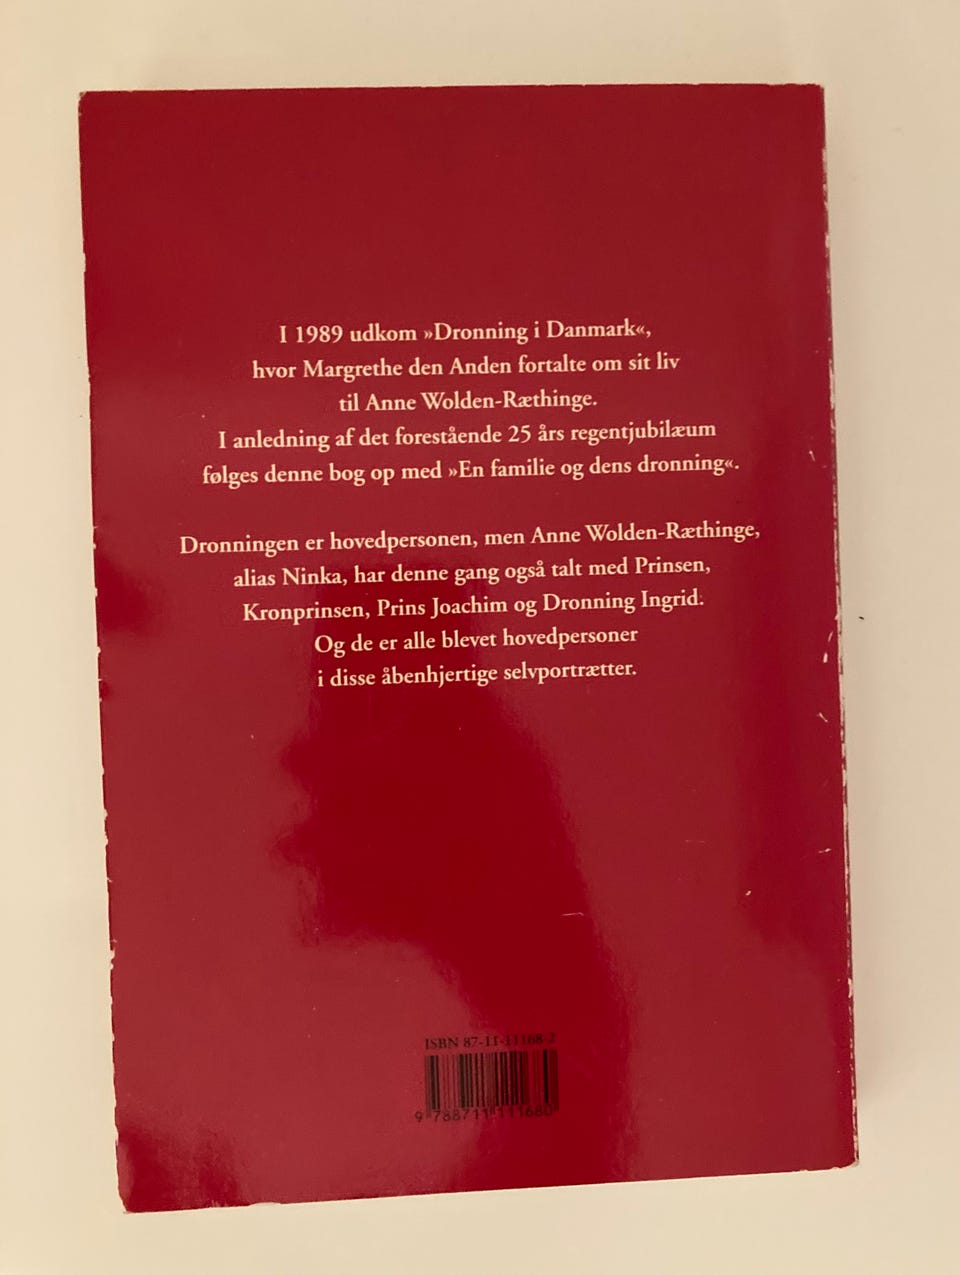 I 1989 udkom »Dronning i Danmark«,
hvor Margrethe den Anden fortalte om sit liv
til Anne Wolden-Ræthinge.
I anledning af det forestående 25 års regentjubilæum
følges denne bog op med »En familie og dens dronning«.
Dronningen er hovedpersonen, men Anne Wolden-Ræthinge,
alias Ninka, har denne gang også talt med Prinsen,
Kronprinsen, Prins Joachim og Dronning Ingrid.
Og de er alle blevet hovedpersoner
i disse åbenhjertige selvportrætter.
ISBN 87-11-11168-2
9 788711 111680